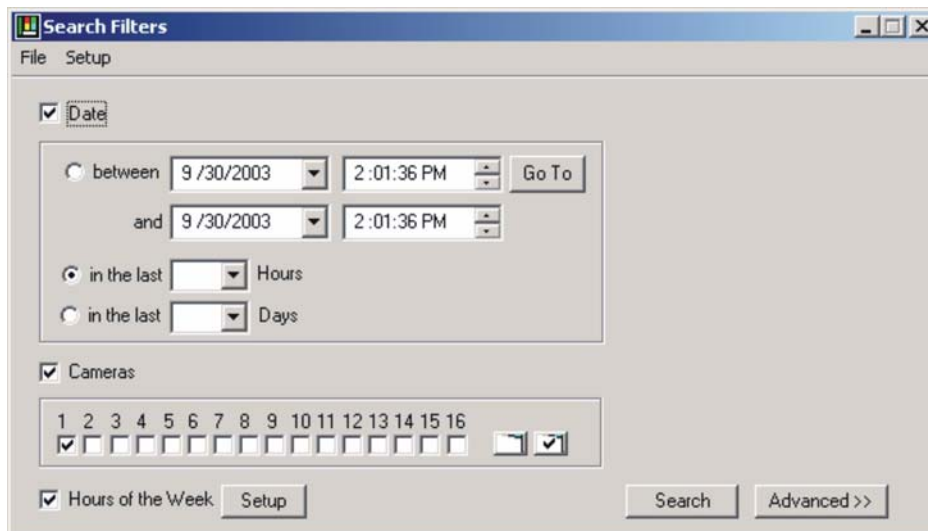 Search Filters
File Setup
Date
between 9 /30/2003 2:01:36 PM Go To
and 9 /30/2003 2:01:36 PM
in the last Hours
in the last Days
Cameras
1 2 3 4 5 6 7 8 9 10 11 12 13 14 15 16
Hours of the Week Setup Search Advanced >>